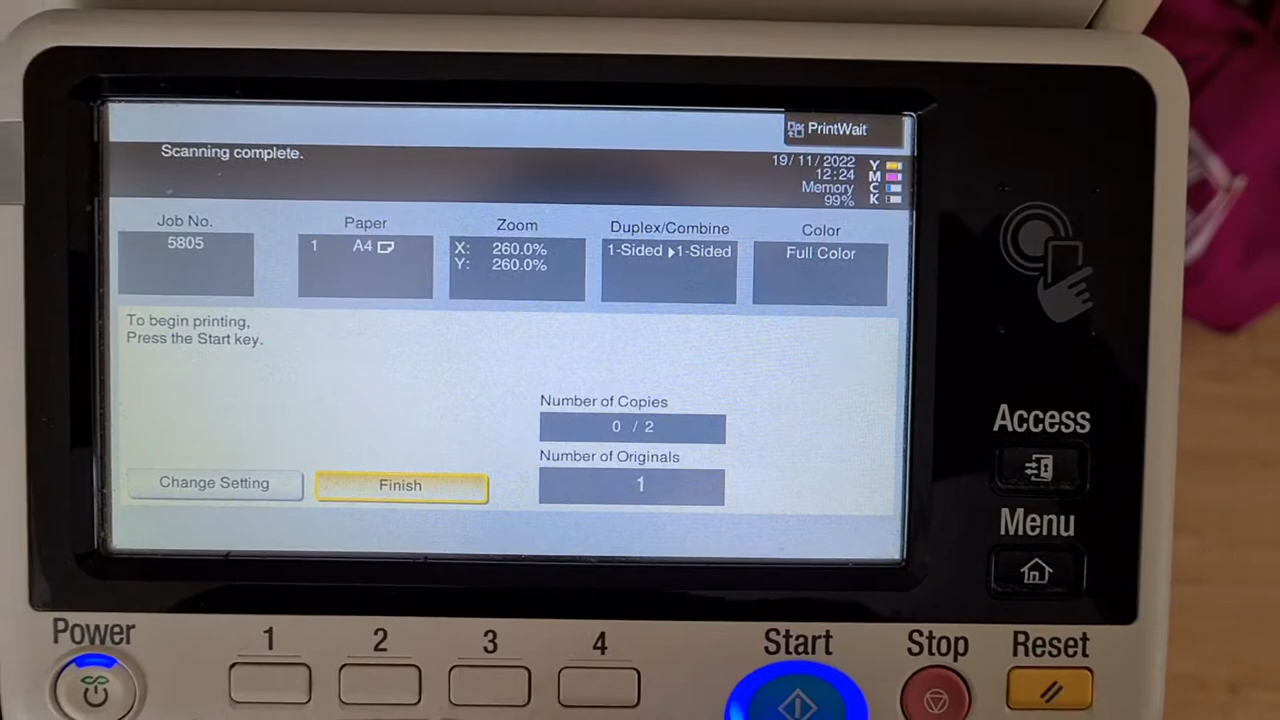 PrintWait
Scanning complete.
19/11/2022
12:24
Memory
99%
Y
M
C
K
Job No.
5805
Paper
1 A4
Zoom
X: 260.0%
Y: 260.0%
Duplex/Combine
1-Sided 1-Sided
Color
Full Color
To begin printing,
Press the Start key.
Number of Copies
0 / 2
Number of Originals
1
Change Setting
Finish
Access
Menu
Power
1
2
3
4
Start
Stop
Reset